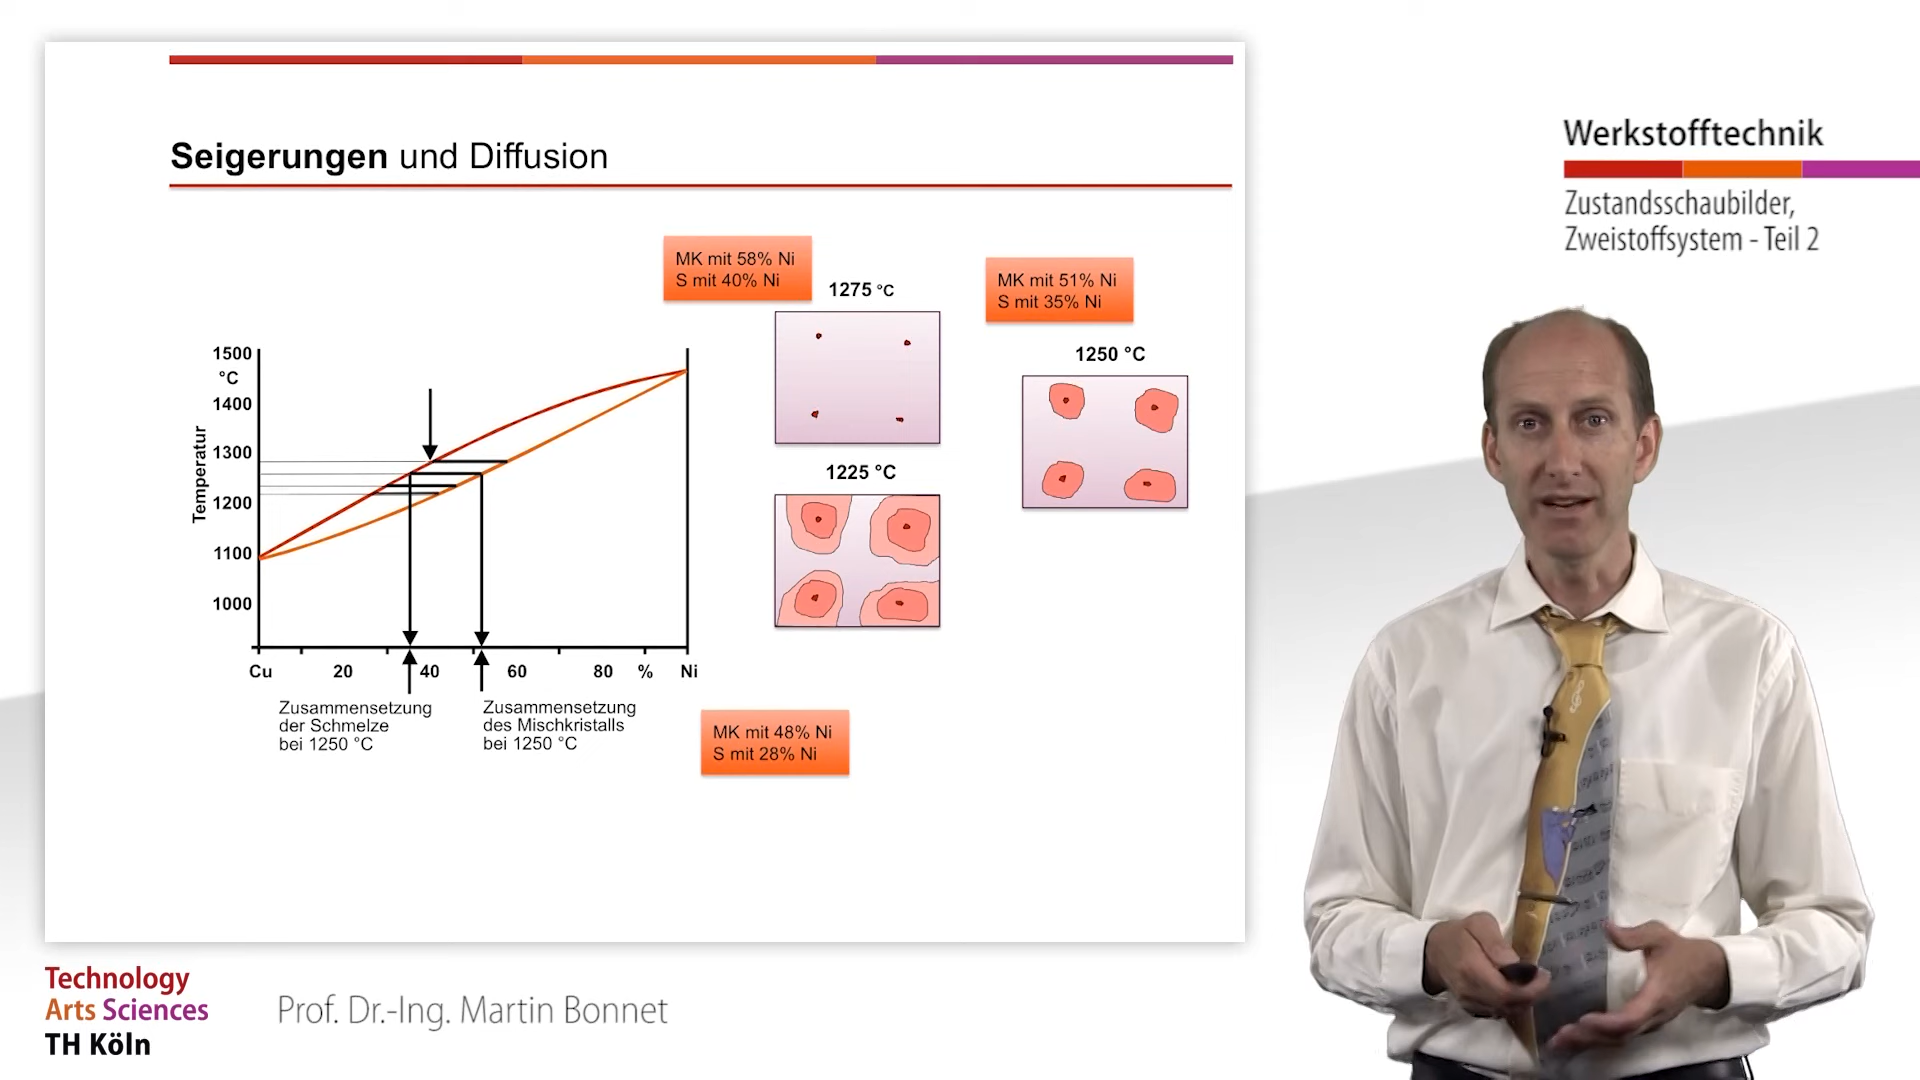 Seigerungen und Diffusion
MK mit 58% Ni
S mit 40% Ni
1275 °C
MK mit 51% Ni
S mit 35% Ni
1250 °C
1225 °C
MK mit 48% Ni
S mit 28% Ni
Temperatur
1500
°C
1400
1300
1200
1100
1000
Cu 20 40 60 80 % Ni
Zusammensetzung
der Schmelze
bei 1250 °C
Zusammensetzung
des Mischkristalls
bei 1250 °C
Werkstofftechnik
Zustandsschaubilder,
Zweistoffsystem - Teil 2
Technology
Arts Sciences
TH Köln
Prof. Dr.-Ing. Martin Bonnet